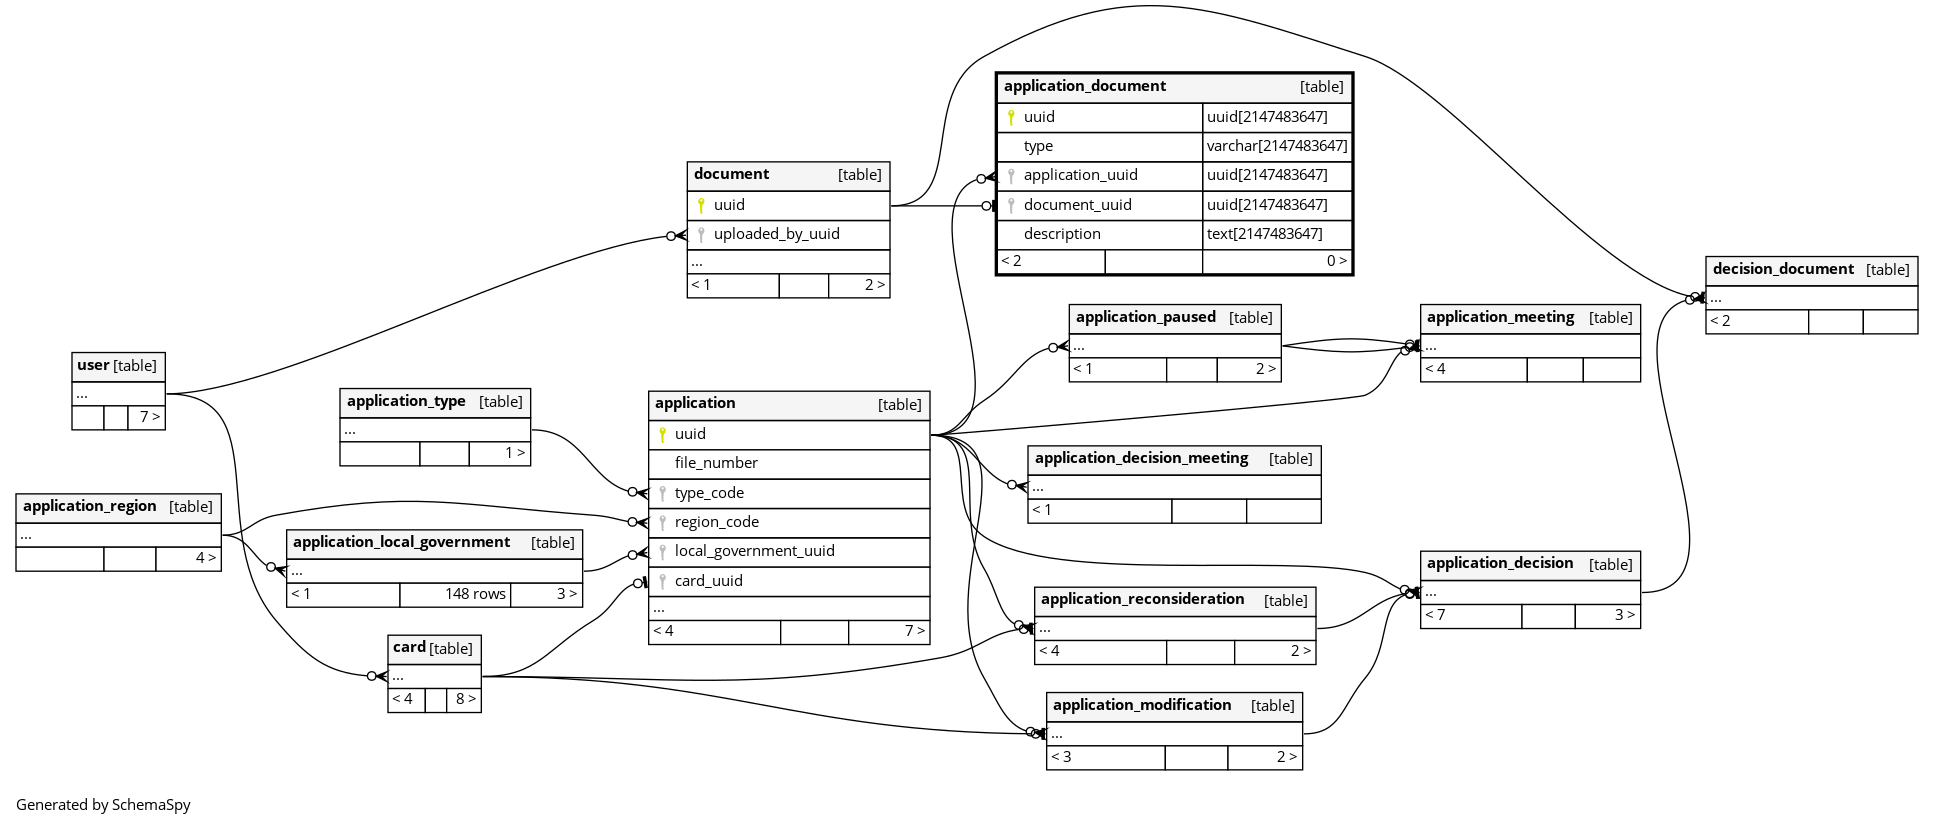 application_document [table]
uuid uuid[2147483647]
type varchar[2147483647]
application_uuid uuid[2147483647]
document_uuid uuid[2147483647]
description text[2147483647]
< 2 0 >
document [table]
uuid
uploaded_by_uuid
...
< 1 2 >
decision_document [table]
...
< 2
application_paused [table]
...
< 1 2 >
application_meeting [table]
...
< 4
user [table]
...
7 >
application_type [table]
...
1 >
application [table]
uuid
file_number
type_code
region_code
local_government_uuid
card_uuid
...
< 4 7 >
application_decision_meeting [table]
...
< 1
application_region [table]
...
4 >
application_local_government [table]
...
< 1 148 rows 3 >
application_decision [table]
...
< 7 3 >
application_reconsideration [table]
...
< 4 2 >
card [table]
...
< 4 8 >
application_modification [table]
...
< 3 2 >
Generated by SchemaSpy